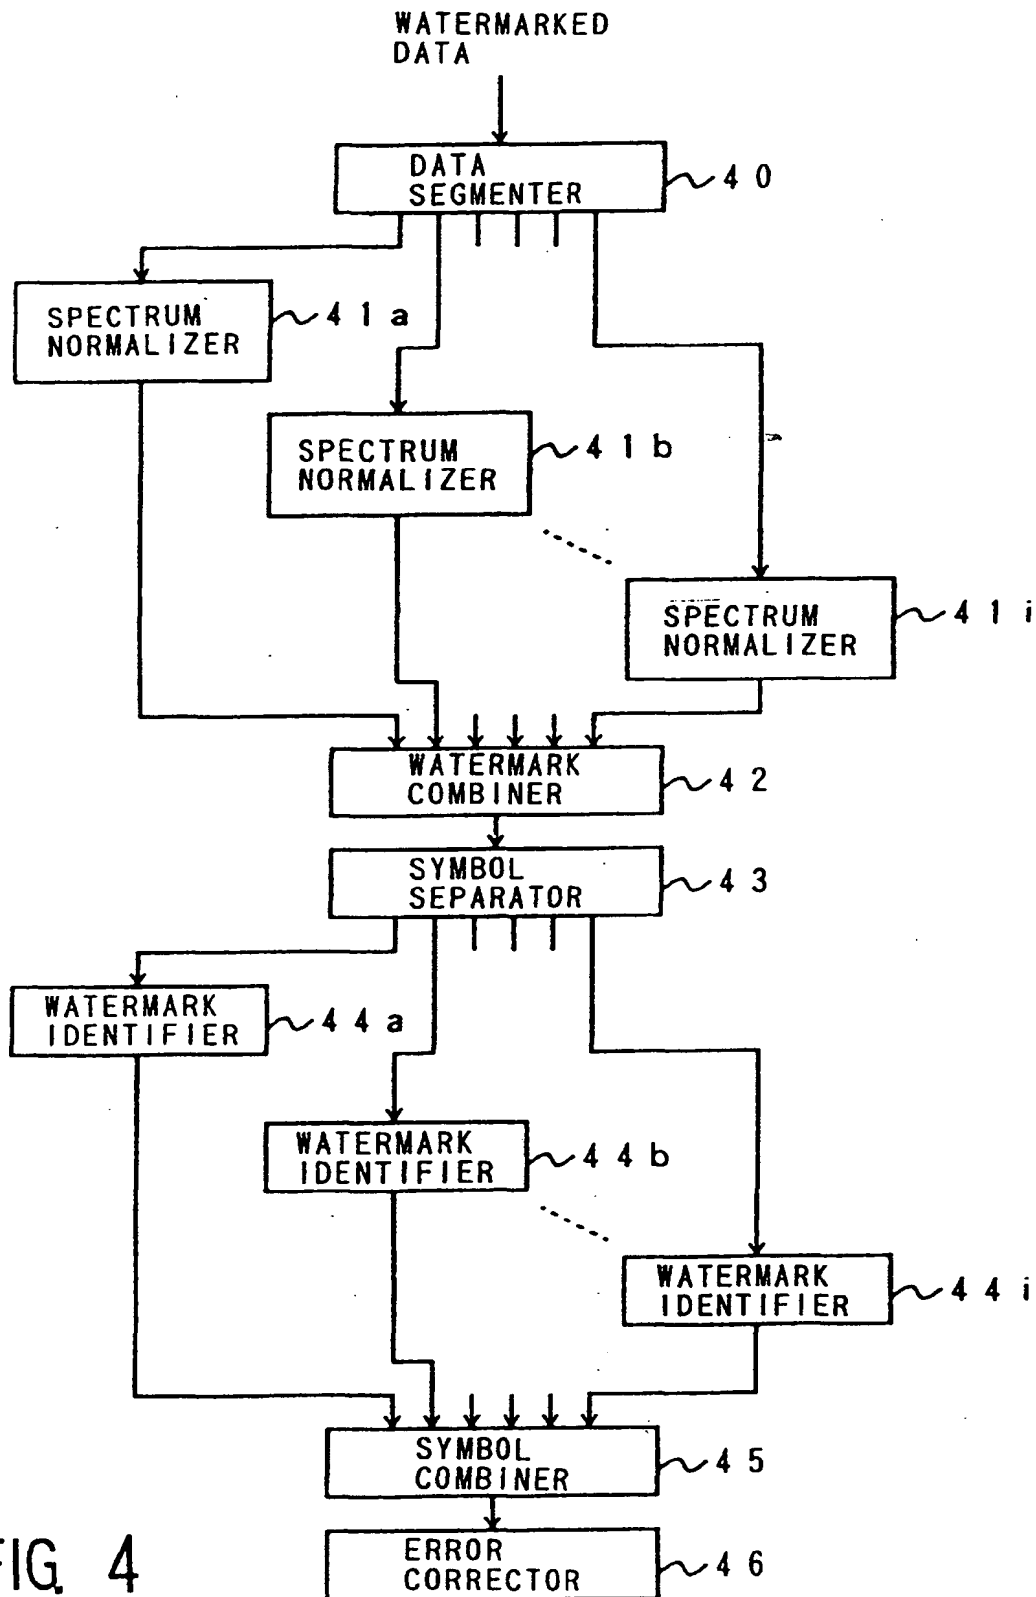 WATERMARKED
DATA
DATA
SEGMENTER
40
SPECTRUM
NORMALIZER
41a
SPECTRUM
NORMALIZER
41b
SPECTRUM
NORMALIZER
41i
WATERMARK
COMBINER
42
SYMBOL
SEPARATOR
43
WATERMARK
IDENTIFIER
44a
WATERMARK
IDENTIFIER
44b
WATERMARK
IDENTIFIER
44i
SYMBOL
COMBINER
45
ERROR
CORRECTOR
46
FIG. 4